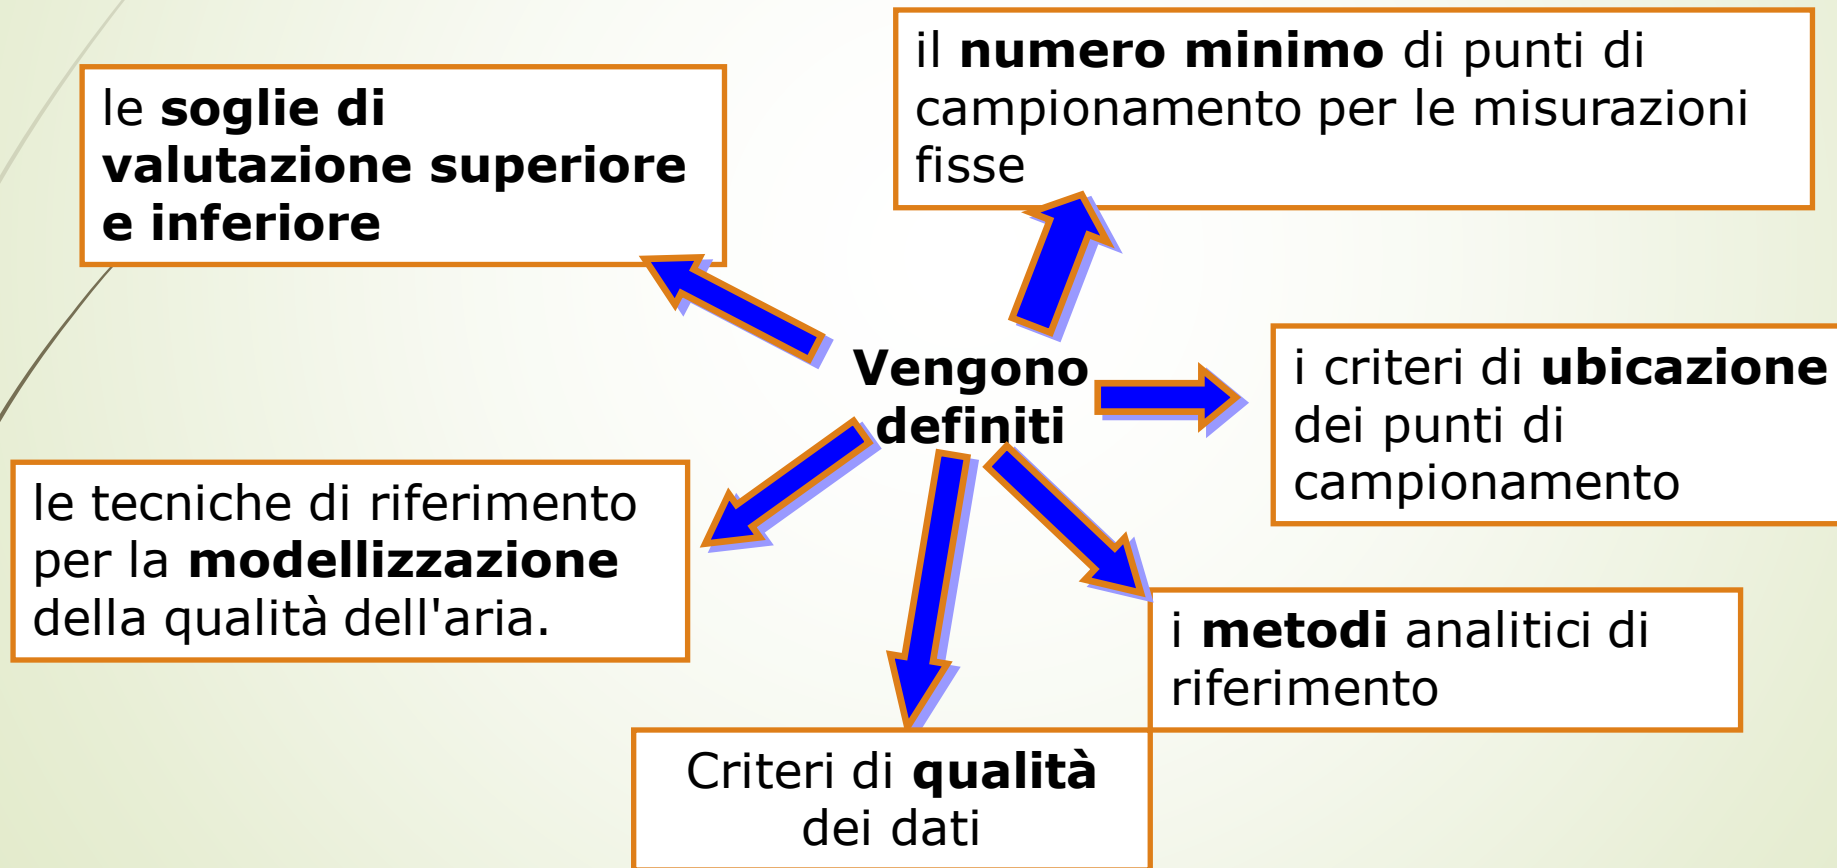 il numero minimo di punti di
campionamento per le misurazioni
fisse
le soglie di
valutazione superiore
e inferiore
Vengono
definiti
i criteri di ubicazione
dei punti di
campionamento
le tecniche di riferimento
per la modellizzazione
della qualità dell'aria.
i metodi analitici di
riferimento
Criteri di qualità
dei dati